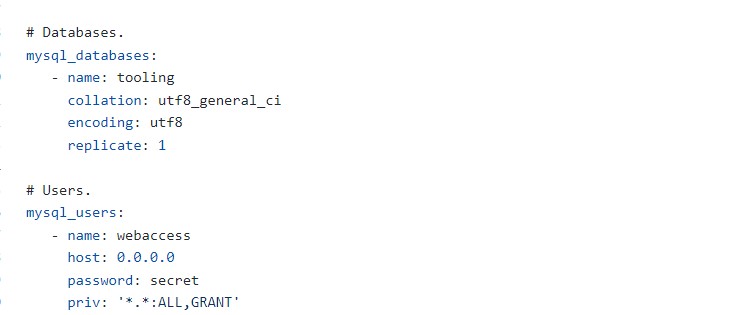 # Databases.
mysql_databases:
- name: tooling
collation: utf8_general_ci
encoding: utf8
replicate: 1
# Users.
mysql_users:
- name: webaccess
host: 0.0.0.0
password: secret
priv: '*.*:ALL,GRANT'